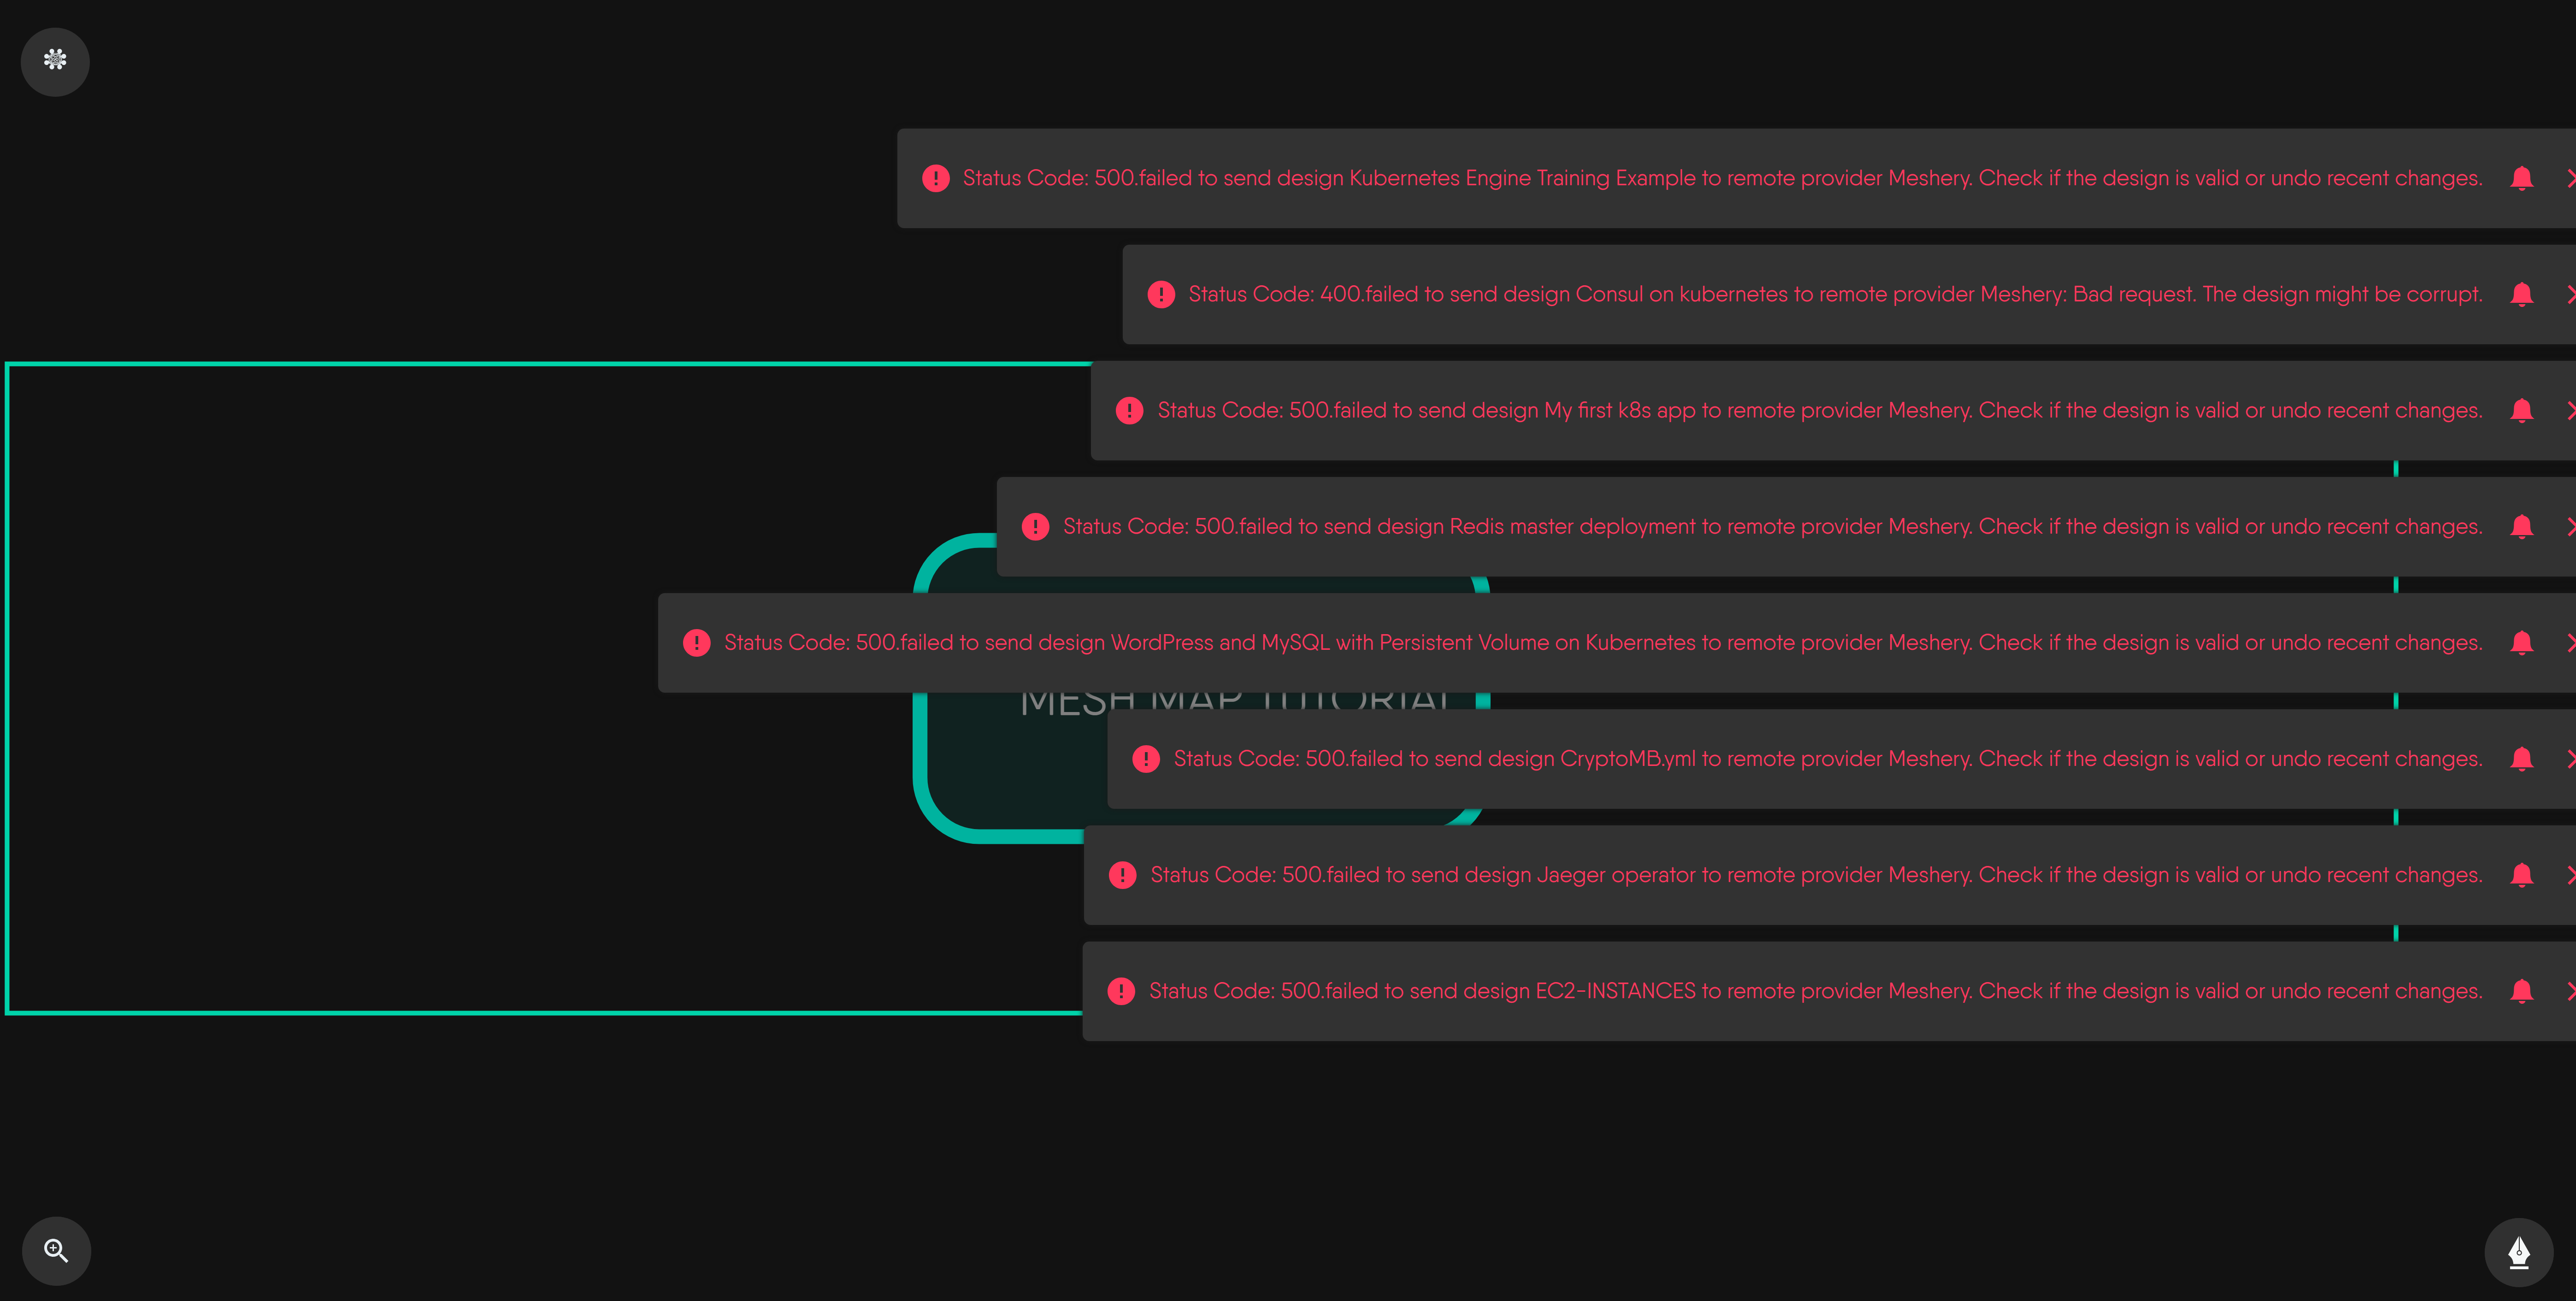 Status Code: 500.failed to send design Kubernetes Engine Training Example to remote provider Meshery. Check if the design is valid or undo recent changes.
Status Code: 400.failed to send design Consul on kubernetes to remote provider Meshery: Bad request. The design might be corrupt.
Status Code: 500.failed to send design My first k8s app to remote provider Meshery. Check if the design is valid or undo recent changes.
Status Code: 500.failed to send design Redis master deployment to remote provider Meshery. Check if the design is valid or undo recent changes.
Status Code: 500.failed to send design WordPress and MySQL with Persistent Volume on Kubernetes to remote provider Meshery. Check if the design is valid or undo recent changes.
MESH MAP TUTORIAL
Status Code: 500.failed to send design CryptoMB.yml to remote provider Meshery. Check if the design is valid or undo recent changes.
Status Code: 500.failed to send design Jaeger operator to remote provider Meshery. Check if the design is valid or undo recent changes.
Status Code: 500.failed to send design EC2-INSTANCES to remote provider Meshery. Check if the design is valid or undo recent changes.